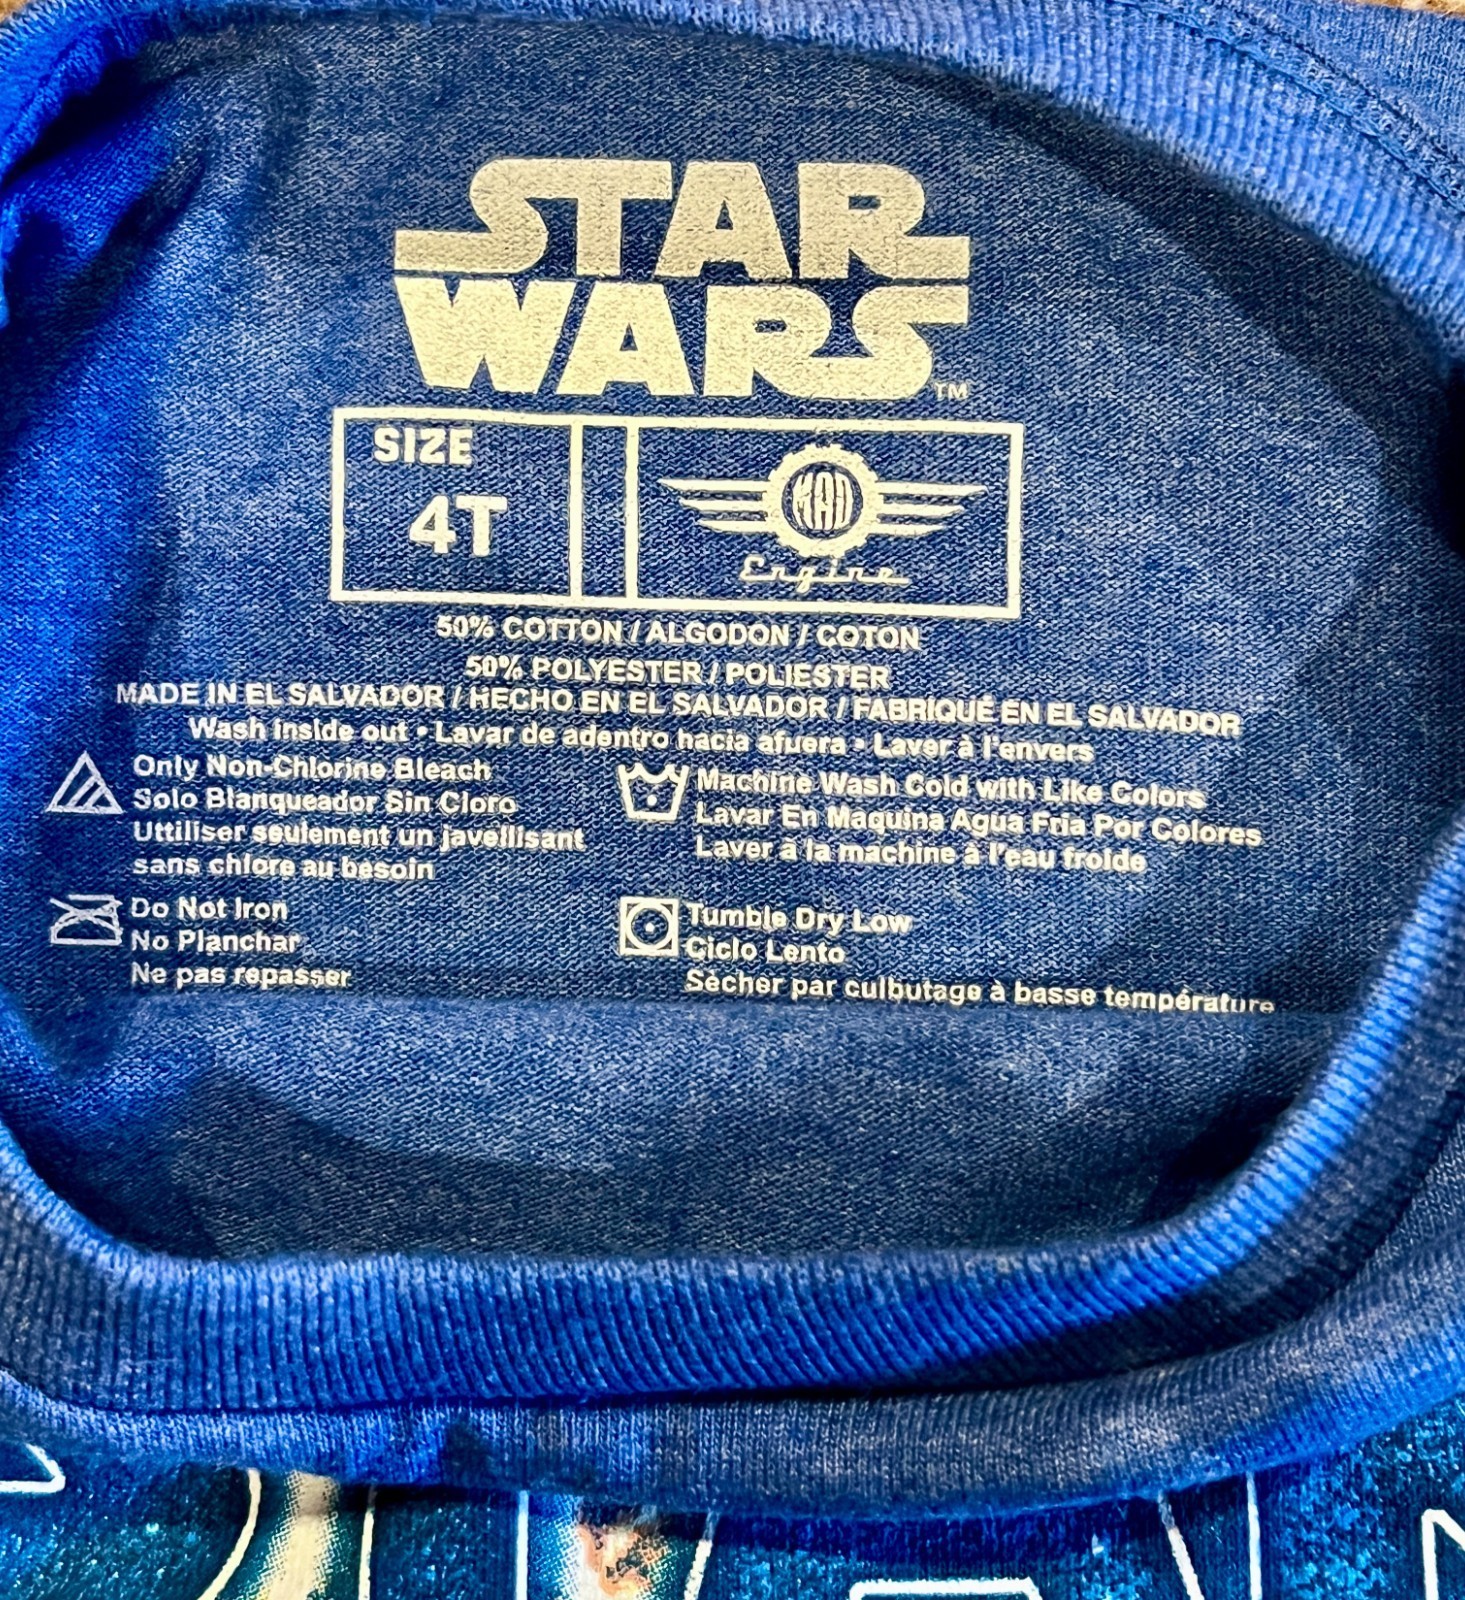 STAR
WARS™
SIZE
4T
MAD
Engine
50% COTTON / ALGODON / COTON
50% POLYESTER / POLIESTER
MADE IN EL SALVADOR / HECHO EN EL SALVADOR / FABRIQUÉ EN EL SALVADOR
Wash inside out • Lavar de adentro hacia afuera • Laver à l'envers
Only Non-Chlorine Bleach
Solo Blanqueador Sin Cloro
Uttiliser seulement un javellisant
sans chlore au besoin
Machine Wash Cold with Like Colors
Lavar En Maquina Agua Fria Por Colores
Laver à la machine à l'eau froide
Do Not Iron
No Planchar
Ne pas repasser
Tumble Dry Low
Ciclo Lento
Sècher par culbutage à basse température